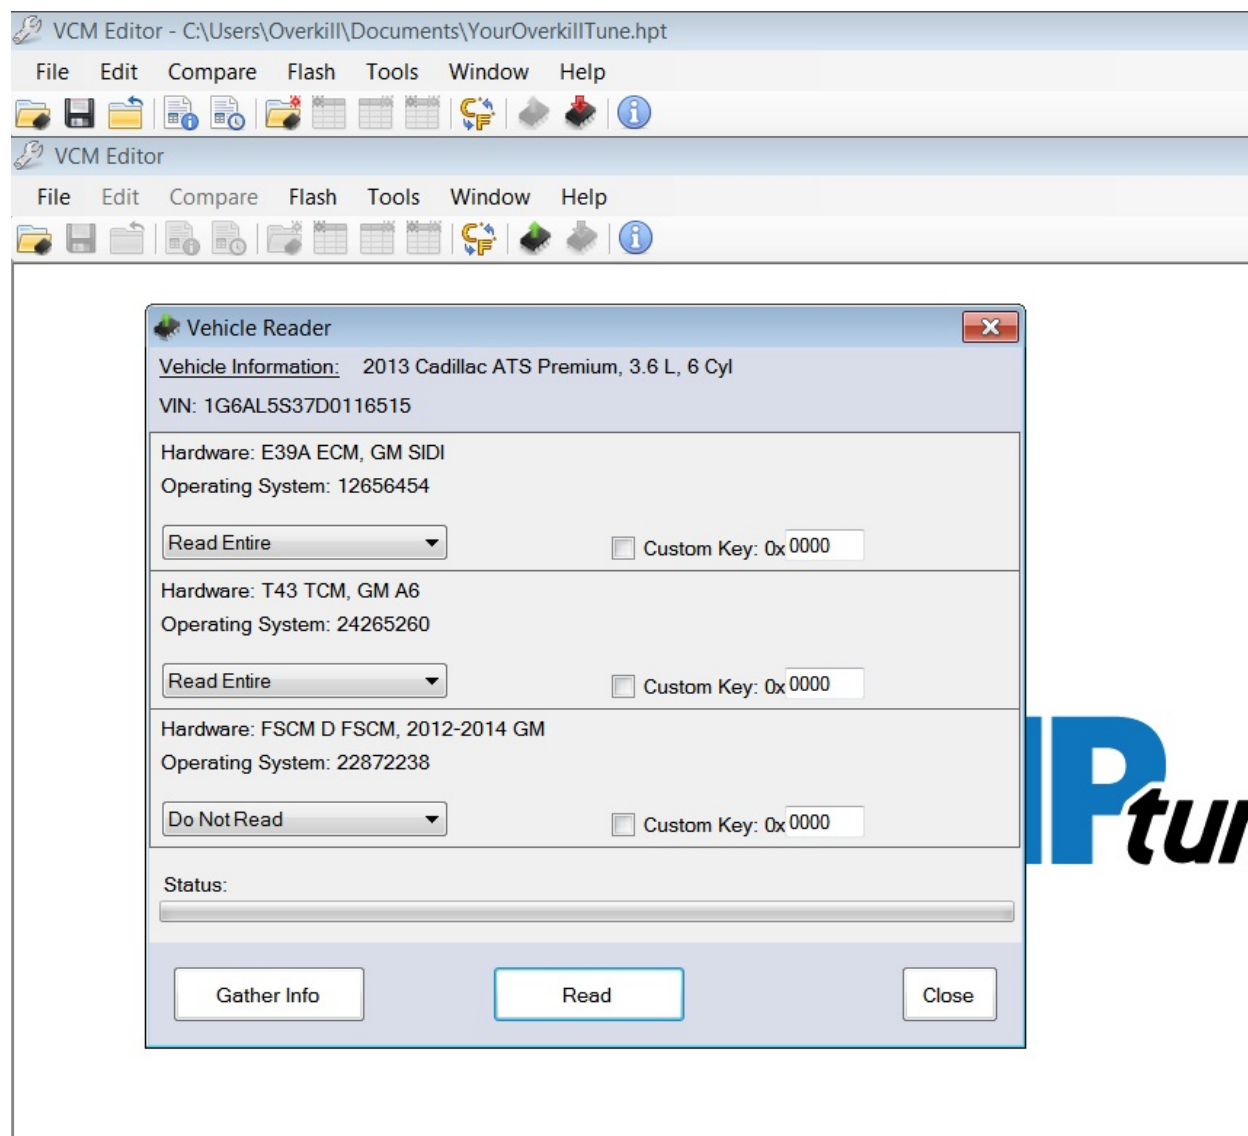 VCM Editor - C:\Users\Overkill\Documents\YourOverkillTune.hpt
File Edit Compare Flash Tools Window Help
VCM Editor
File Edit Compare Flash Tools Window Help
Vehicle Reader
Vehicle Information: 2013 Cadillac ATS Premium, 3.6 L, 6 Cyl
VIN: 1G6AL5S37D0116515
Hardware: E39A ECM, GM SIDI
Operating System: 12656454
Read Entire Custom Key: 0x 0000
Hardware: T43 TCM, GM A6
Operating System: 24265260
Read Entire Custom Key: 0x 0000
Hardware: FSCM D FSCM, 2012-2014 GM
Operating System: 22872238
Do Not Read Custom Key: 0x 0000
Status:
Gather Info Read Close